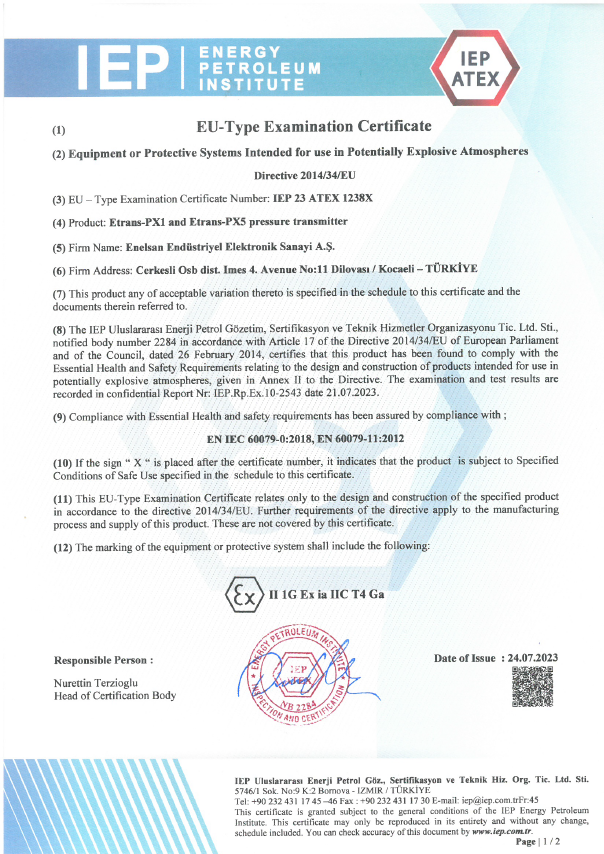 IEP
ENERGY
PETROLEUM
INSTITUTE
IEP
ATEX
(1) EU-Type Examination Certificate
(2) Equipment or Protective Systems Intended for use in Potentially Explosive Atmospheres
Directive 2014/34/EU
(3) EU – Type Examination Certificate Number: IEP 23 ATEX 1238X
(4) Product: Etrans-PX1 and Etrans-PX5 pressure transmitter
(5) Firm Name: Enelsan Endüstriyel Elektronik Sanayi A.Ş.
(6) Firm Address: Cerkesli Osb dist. Imes 4. Avenue No:11 Dilovası / Kocaeli – TÜRKİYE
(7) This product any of acceptable variation thereto is specified in the schedule to this certificate and the
documents therein referred to.
(8) The IEP Uluslararası Enerji Petrol Gözetim, Sertifikasyon ve Teknik Hizmetler Organizasyonu Tic. Ltd. Sti.,
notified body number 2284 in accordance with Article 17 of the Directive 2014/34/EU of European Parliament
and of the Council, dated 26 February 2014, certifies that this product has been found to comply with the
Essential Health and Safety Requirements relating to the design and construction of products intended for use in
potentially explosive atmospheres, given in Annex II to the Directive. The examination and test results are
recorded in confidential Report Nr: IEP.Rp.Ex.10-2543 date 21.07.2023.
(9) Compliance with Essential Health and safety requirements has been assured by compliance with ;
EN IEC 60079-0:2018, EN 60079-11:2012
(10) If the sign “ X “ is placed after the certificate number, it indicates that the product is subject to Specified
Conditions of Safe Use specified in the schedule to this certificate.
(11) This EU-Type Examination Certificate relates only to the design and construction of the specified product
in accordance to the directive 2014/34/EU. Further requirements of the directive apply to the manufacturing
process and supply of this product. These are not covered by this certificate.
(12) The marking of the equipment or protective system shall include the following:
Ex II 1G Ex ia IIC T4 Ga
ENERGY PETROLEUM INSTITUTE
IEP
ATEX
NB 2284
INSPECTION AND CERTIFICATION
Responsible Person :
Date of Issue : 24.07.2023
Nurettin Terzioglu
Head of Certification Body
IEP Uluslararası Enerji Petrol Göz., Sertifikasyon ve Teknik Hiz. Org. Tic. Ltd. Sti.
5746/1 Sok. No:9 K:2 Bornova - IZMIR / TÜRKİYE
Tel: +90 232 431 17 45 –46 Fax : +90 232 431 17 30 E-mail: iep@iep.com.trFr:45
This certificate is granted subject to the general conditions of the IEP Energy Petroleum
Institute. This certificate may only be reproduced in its entirety and without any change,
schedule included. You can check accuracy of this document by www.iep.com.tr.
Page | 1 / 2